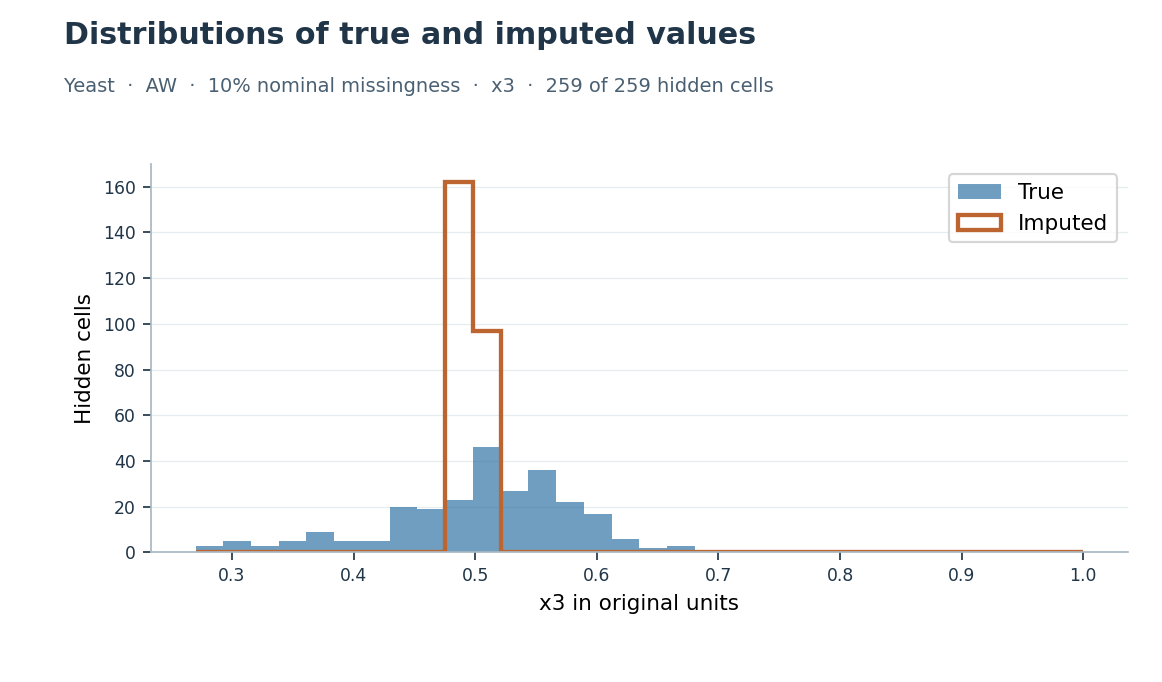 Distributions of true and imputed values
Yeast · AW · 10% nominal missingness · x3 · 259 of 259 hidden cells
True
Imputed
Hidden cells
160
140
120
100
80
60
40
20
0
0.3 0.4 0.5 0.6 0.7 0.8 0.9 1.0
x3 in original units